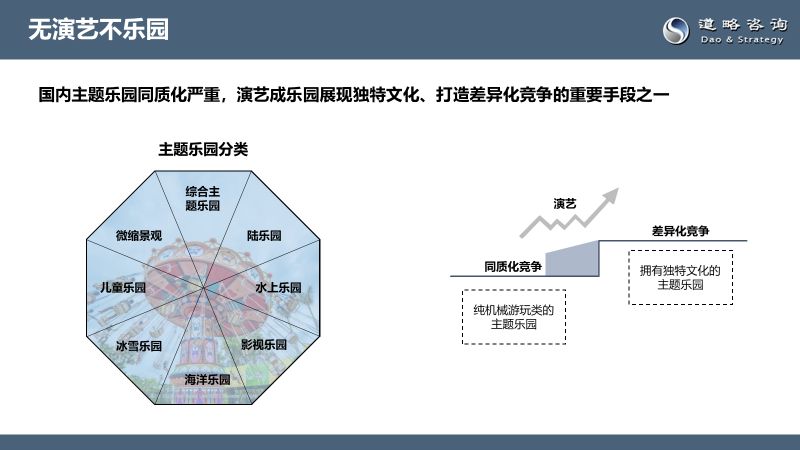 无演艺不乐园
道略咨询
Dao & Strategy
国内主题乐园同质化严重，演艺成乐园展现独特文化、打造差异化竞争的重要手段之一
主题乐园分类
综合主
题乐园
微缩景观
陆乐园
儿童乐园
水上乐园
冰雪乐园
影视乐园
海洋乐园
演艺
差异化竞争
同质化竞争
拥有独特文化的
主题乐园
纯机械游玩类的
主题乐园